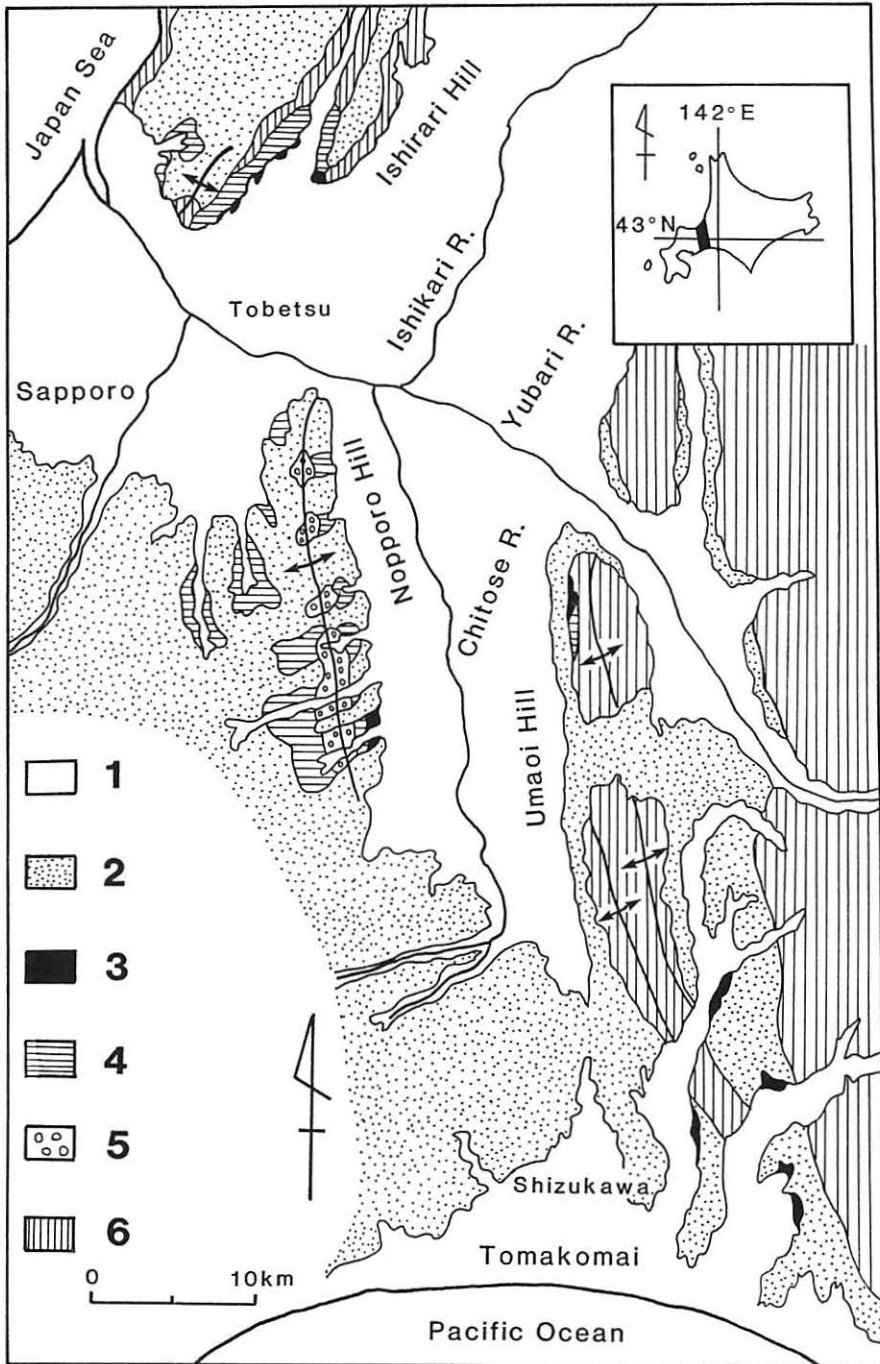 Japan Sea
Ishirari Hill
142°E
43°N
Ishikari R.
Tobetsu
Yubari R.
Sapporo
Nopporo Hill
Chitose R.
Umaoi Hill
1
2
3
4
5
6
Shizukawa
0 10km
Tomakomai
Pacific Ocean